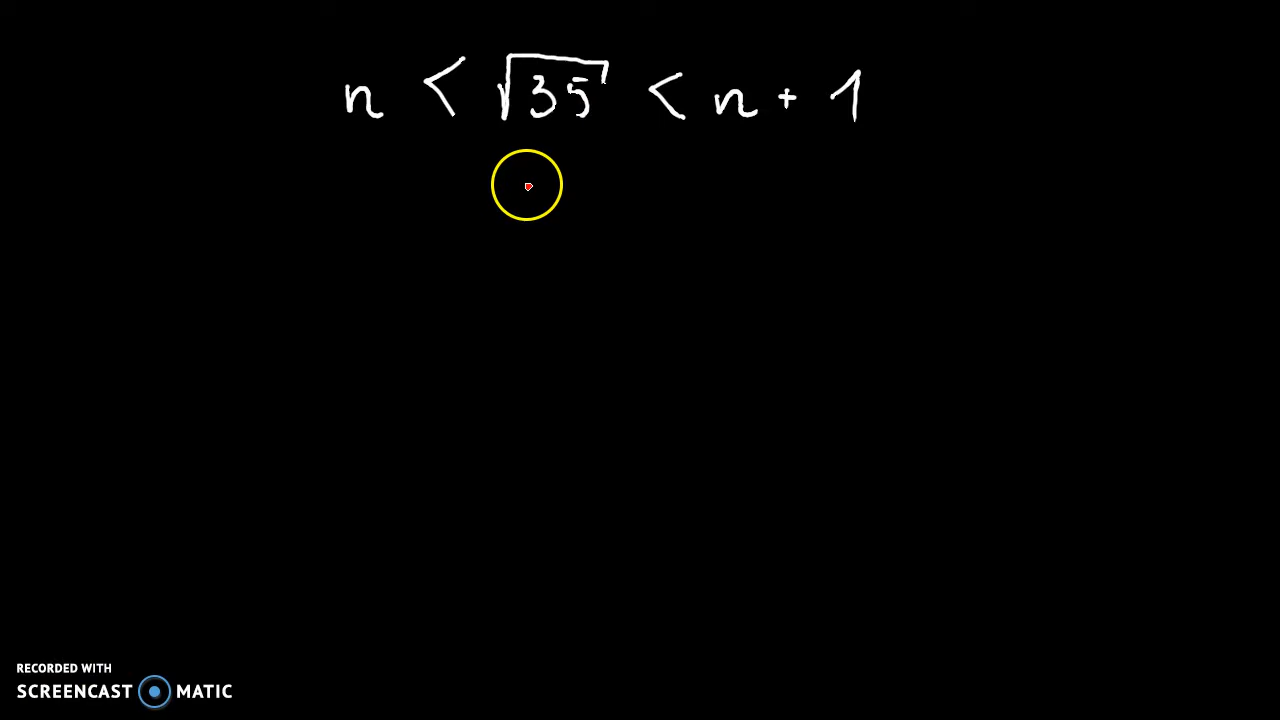 n < √35 < n + 1
RECORDED WITH
SCREENCAST MATIC